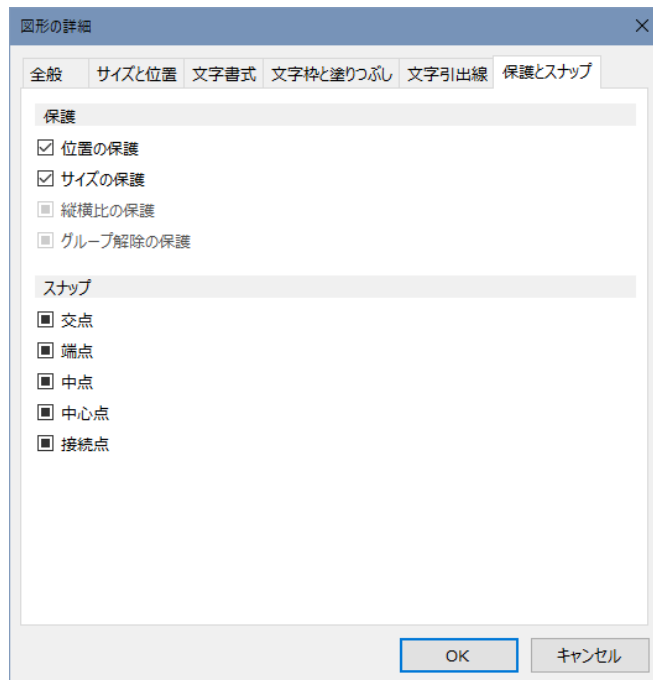 図形の詳細
全般 サイズと位置 文字書式 文字枠と塗りつぶし 文字引出線 保護とスナップ
保護
位置の保護
サイズの保護
縦横比の保護
グループ解除の保護
スナップ
交点
端点
中点
中心点
接続点
OK キャンセル